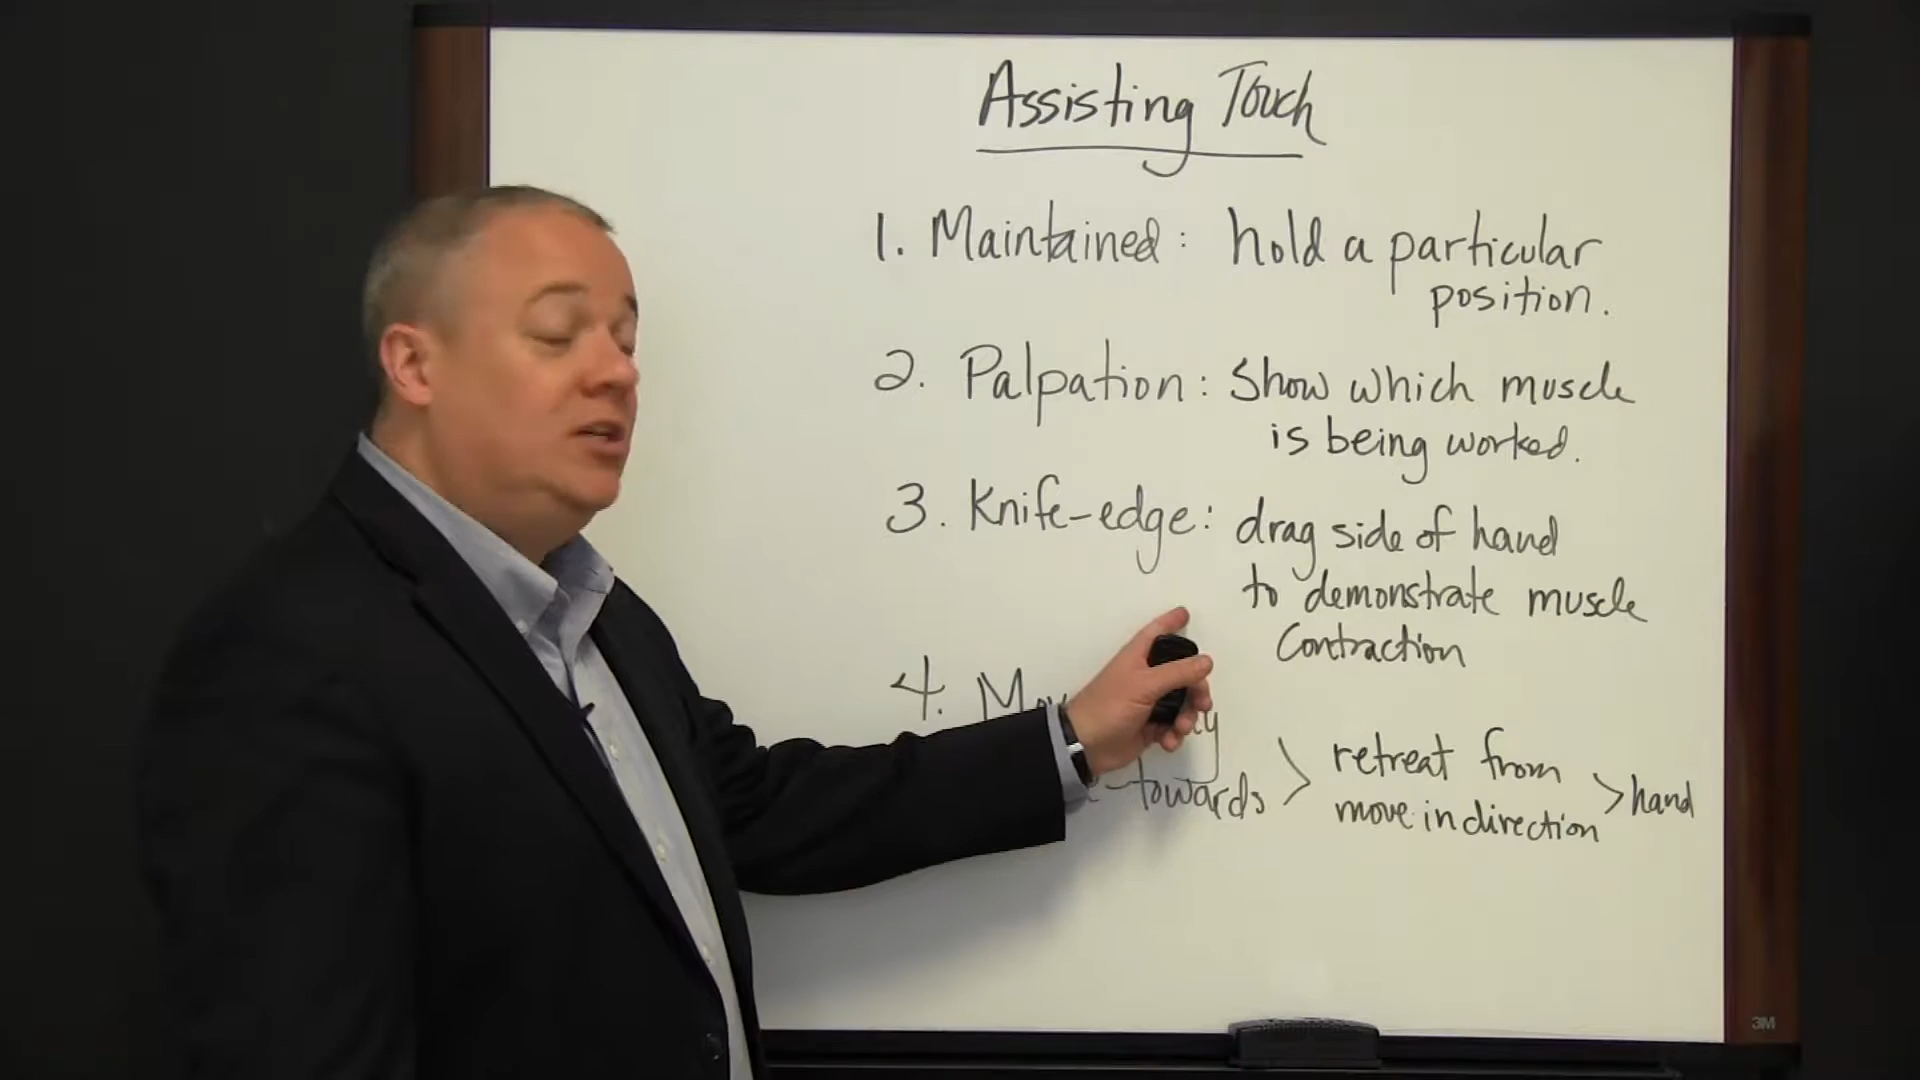 Assisting Touch
1. Maintained: hold a particular
position.
2. Palpation: Show which muscle
is being worked.
3. Knife-edge: drag side of hand
to demonstrate muscle
Contraction
4.
retreat from
-towards > move in direction > hand
3M